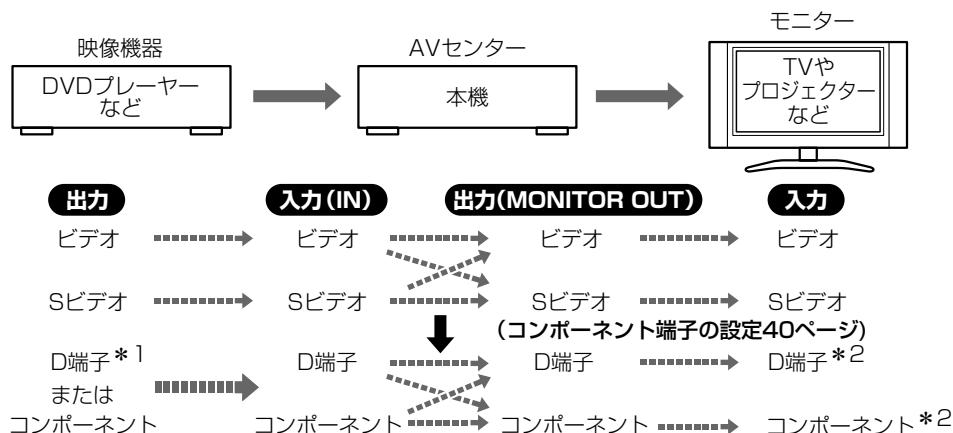 モニター
映像機器
AVセンター
DVDプレーヤー
など
本機
TVや
プロジェクター
など
出力
入力(IN)
出力(MONITOR OUT)
入力
ビデオ ビデオ ビデオ ビデオ
Sビデオ Sビデオ Sビデオ Sビデオ
(コンポーネント端子の設定40ページ)
D端子*1 D端子 D端子 D端子*2
または
コンポーネント コンポーネント コンポーネント コンポーネント*2